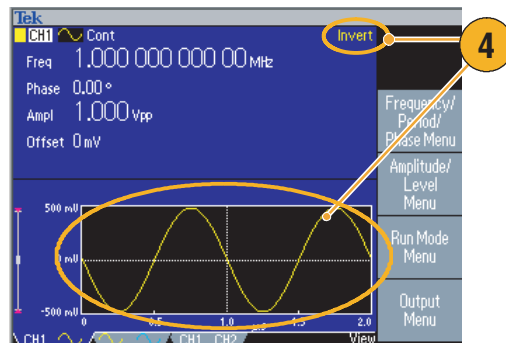 Tek
CH1 Cont Invert
4
Freq 1.000 000 000 00 MHz
Phase 0.00 °
Ampl 1.000 Vpp
Offset 0 mV
Frequency/
Period/
Phase Menu
Amplitude/
Level
Menu
Run Mode
Menu
Output
Menu
500 mV
0 mV
-500 mV
0 0.5 1.0 1.5 2.0
μs
CH1 CH1 CH2 View